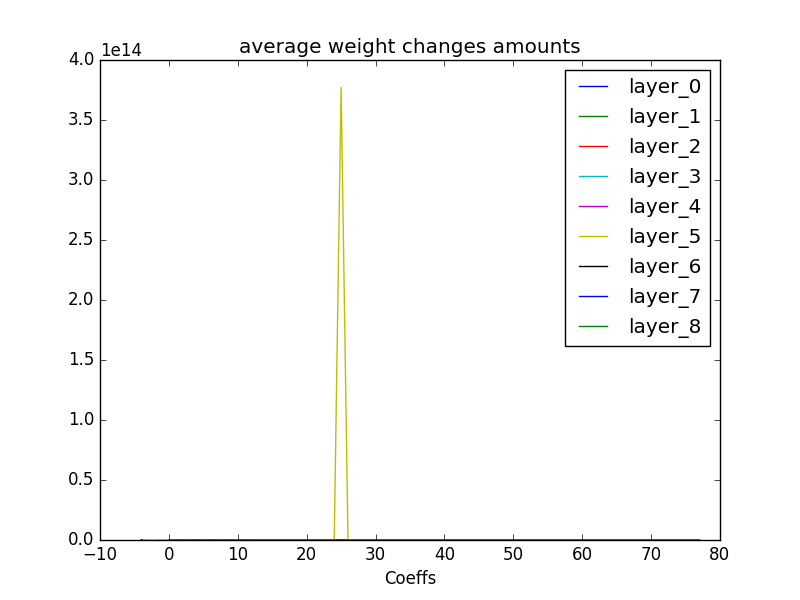 average weight changes amounts
1e14
4.0
3.5
3.0
2.5
2.0
1.5
1.0
0.5
0.0
−10
0
10
20
30
40
50
60
70
80
Coeffs
layer_0
layer_1
layer_2
layer_3
layer_4
layer_5
layer_6
layer_7
layer_8